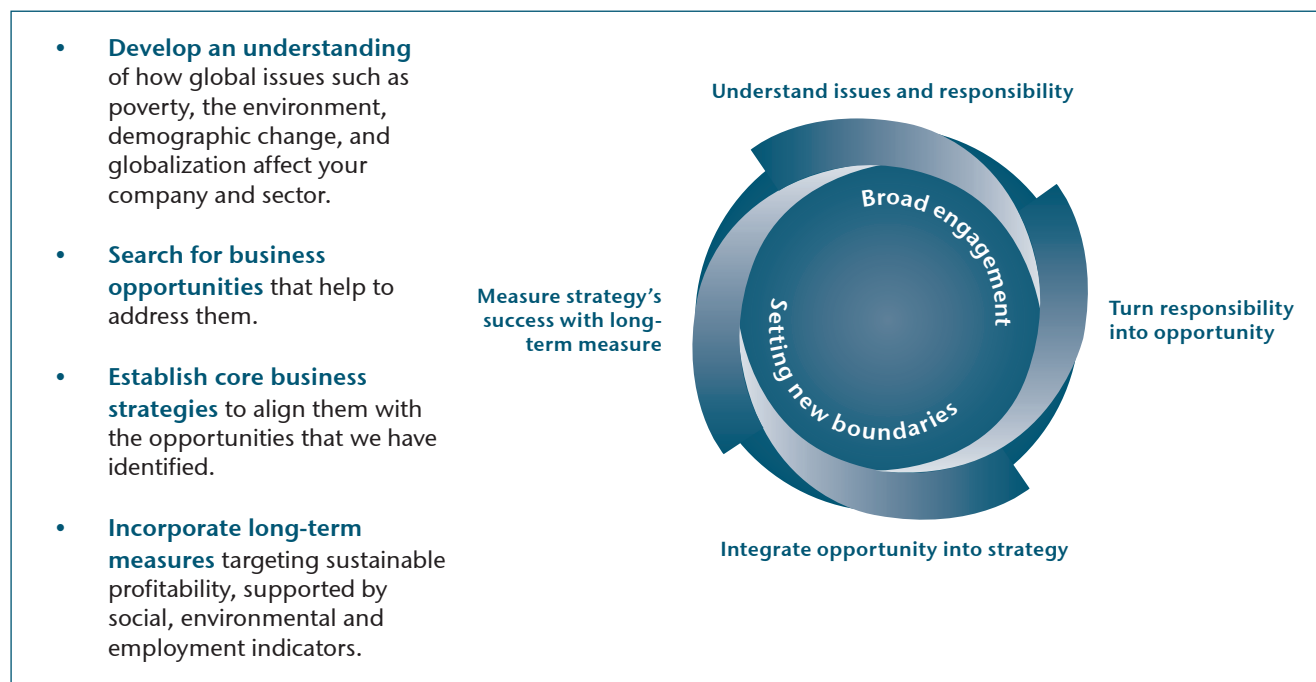 • Develop an understanding
of how global issues such as
poverty, the environment,
demographic change, and
globalization affect your
company and sector.
• Search for business
opportunities that help to
address them.
• Establish core business
strategies to align them with
the opportunities that we have
identified.
• Incorporate long-term
measures targeting sustainable
profitability, supported by
social, environmental and
employment indicators.
Understand issues and responsibility
Broad engagement
Turn responsibility
into opportunity
Setting new boundaries
Measure strategy’s
success with long-
term measure
Integrate opportunity into strategy